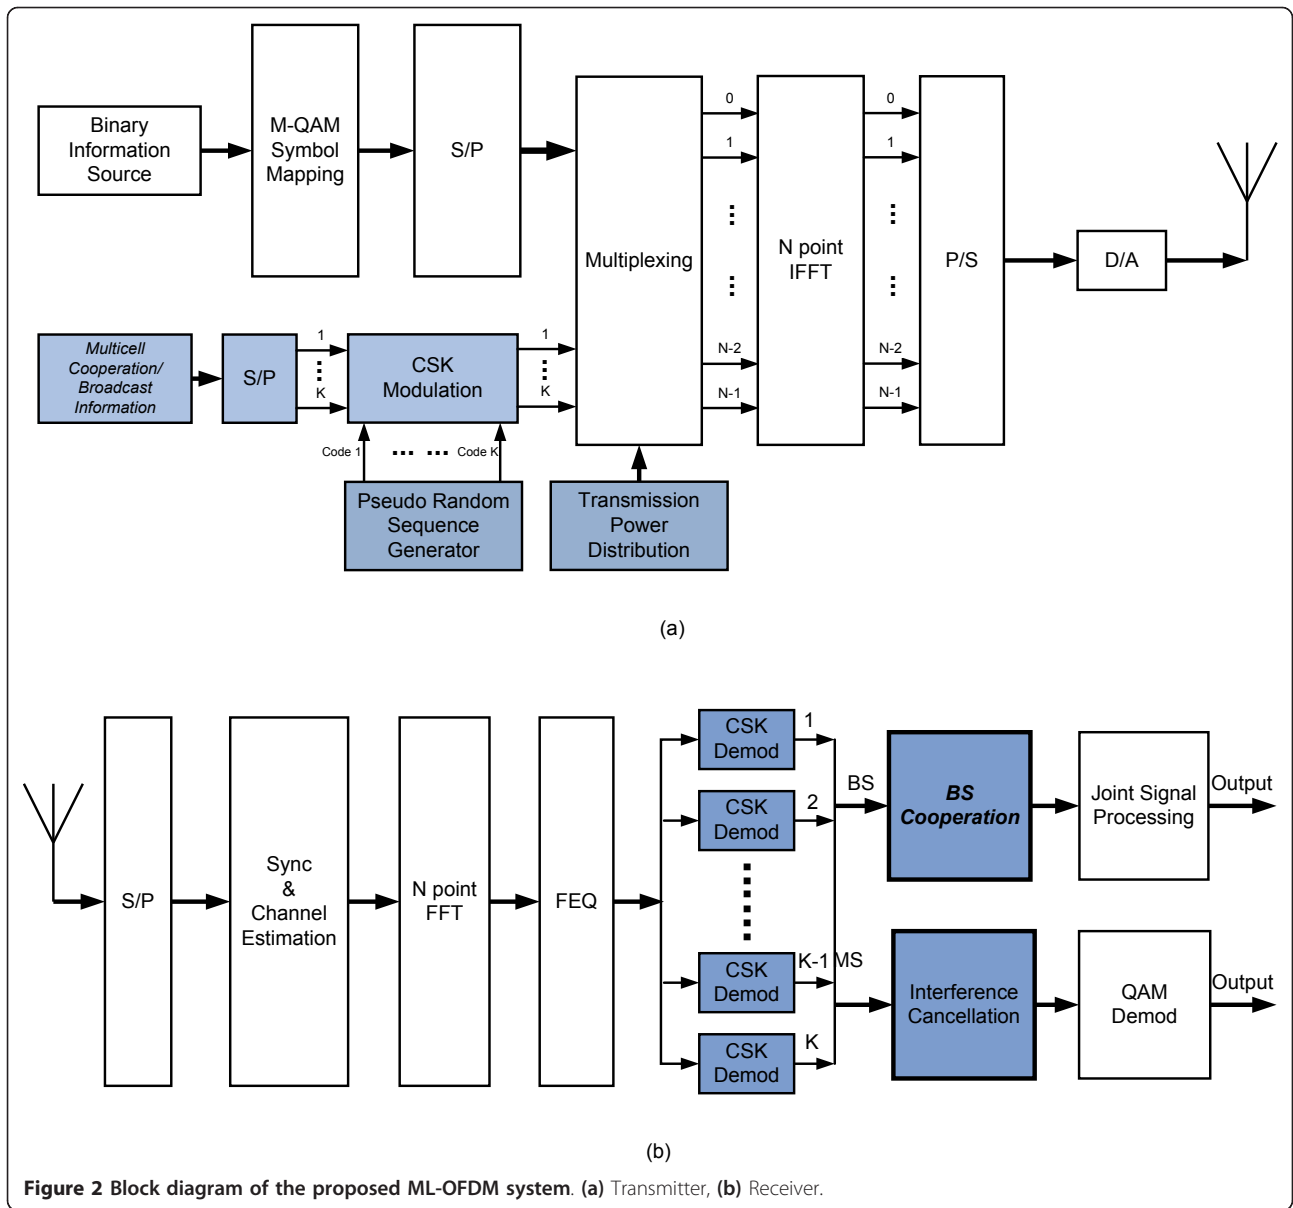 Binary
Information
Source
M-QAM
Symbol
Mapping
S/P
Multiplexing
0
1
N-2
N-1
N point
IFFT
0
1
N-2
N-1
P/S
D/A
Multicell
Cooperation/
Broadcast
Information
S/P
1
K
CSK
Modulation
1
K
Code 1
Code K
Pseudo Random
Sequence
Generator
Transmission
Power
Distribution
(a)
S/P
Sync
&
Channel
Estimation
N point
FFT
FEQ
CSK
Demod
1
CSK
Demod
2
CSK
Demod
K-1
CSK
Demod
K
BS
BS
Cooperation
Joint Signal
Processing
Output
MS
Interference
Cancellation
QAM
Demod
Output
(b)
Figure 2 Block diagram of the proposed ML-OFDM system. (a) Transmitter, (b) Receiver.